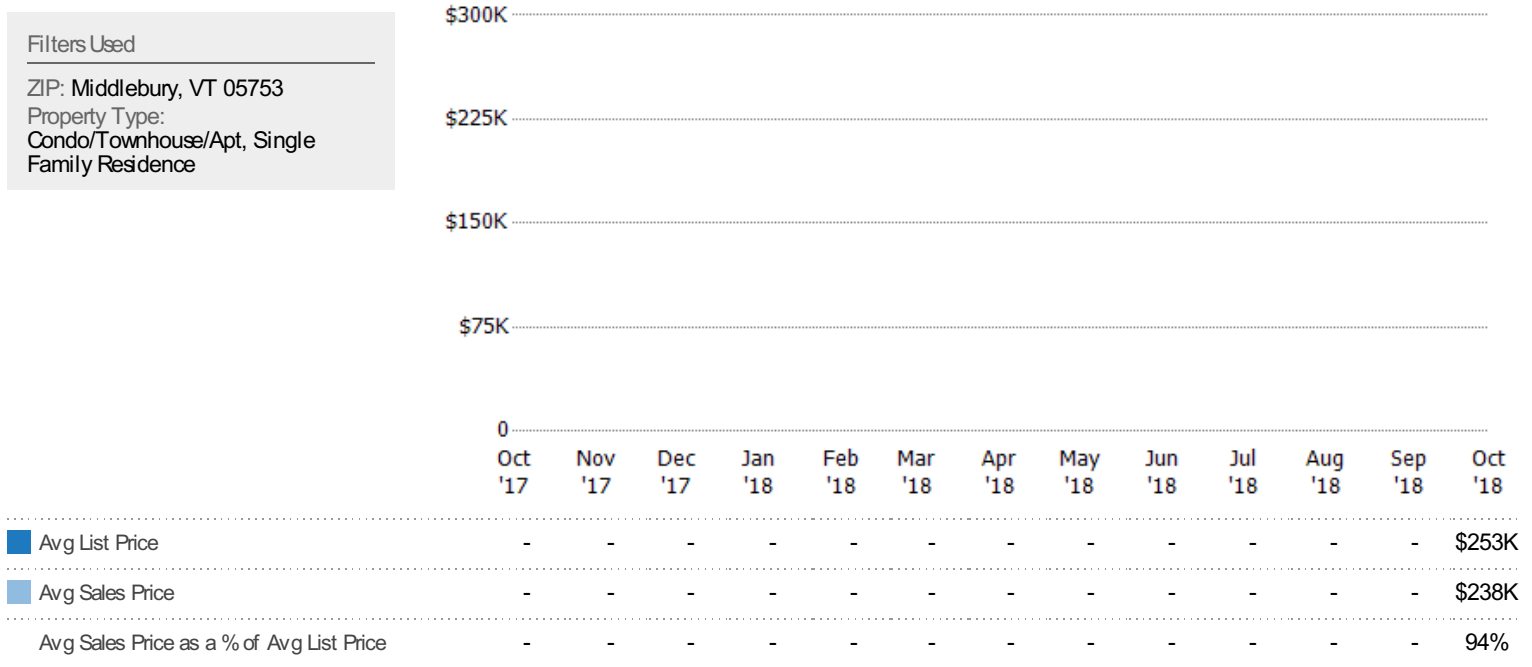 Filters Used
ZIP: Middlebury, VT 05753
Property Type:
Condo/Townhouse/Apt, Single
Family Residence
$300K
$225K
$150K
$75K
0
Oct Nov Dec Jan Feb Mar Apr May Jun Jul Aug Sep Oct
'17 '17 '17 '18 '18 '18 '18 '18 '18 '18 '18 '18 '18
Avg List Price - - - - - - - - - - - - $253K
Avg Sales Price - - - - - - - - - - - - $238K
Avg Sales Price as a % of Avg List Price - - - - - - - - - - - - 94%